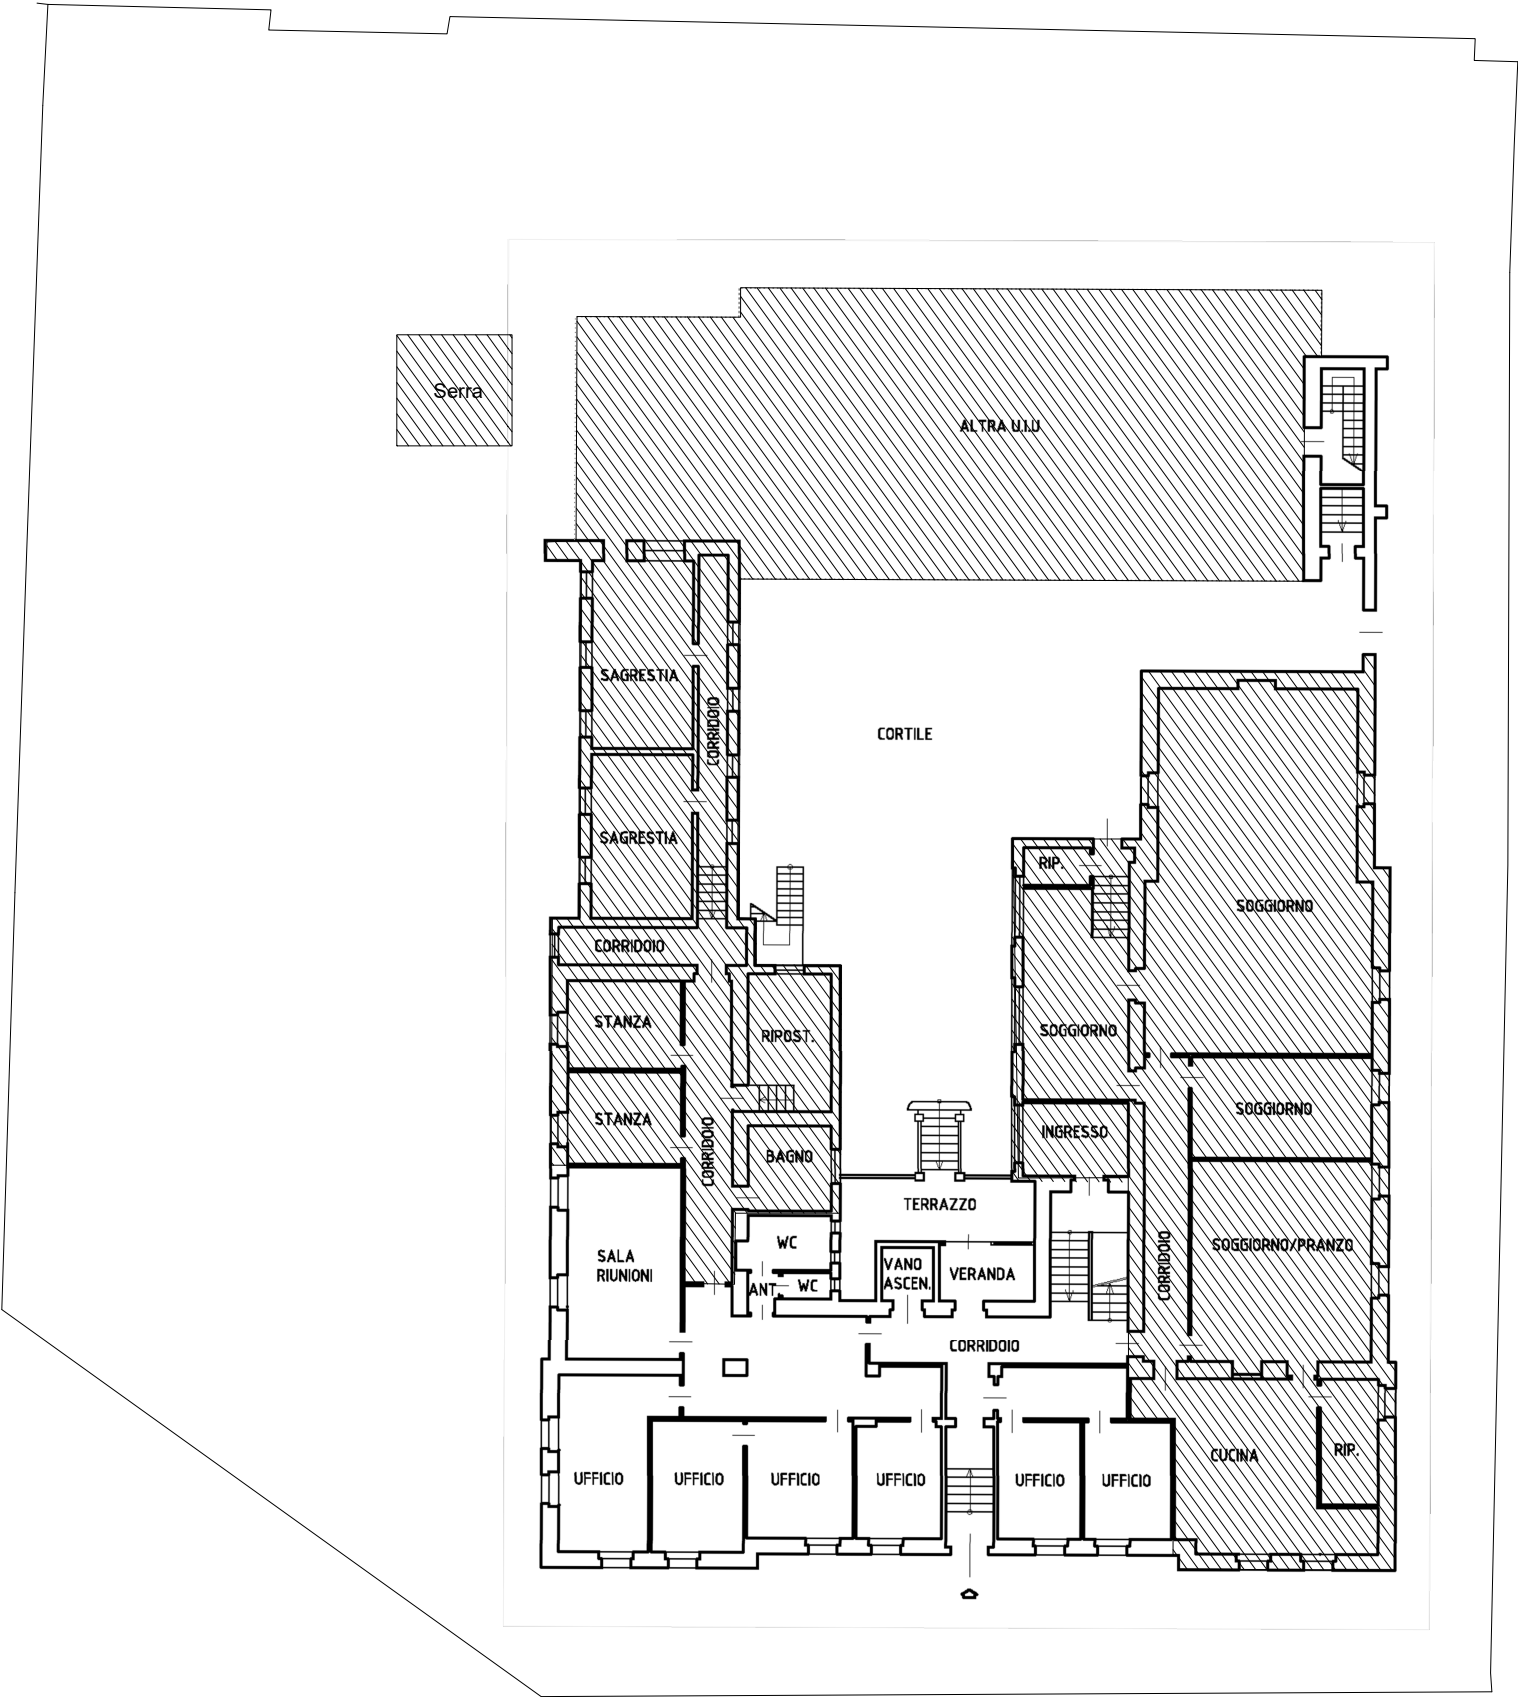 Serra
ALTRA U.I.U
SAGRESTIA
CORRIDOIO
CORTILE
SAGRESTIA
RIP.
SOGGIORNO
CORRIDOIO
STANZA
RIPOST.
SOGGIORNO
STANZA
SOGGIORNO
CORRIDOIO
BAGNO
INGRESSO
TERRAZZO
WC
SALA
RIUNIONI
VANO
ASCEN.
VERANDA
CORRIDOIO
SOGGIORNO/PRANZO
ANT
WC
CORRIDOIO
UFFICIO
UFFICIO
UFFICIO
UFFICIO
UFFICIO
UFFICIO
CUCINA
RIP.